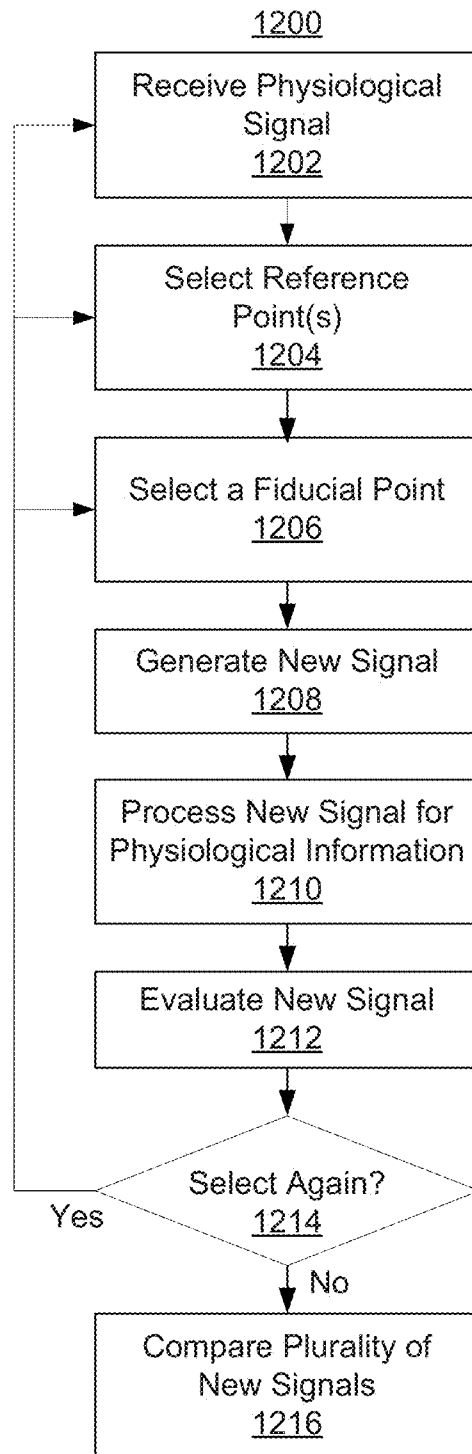 1200
Receive Physiological
Signal
1202
Select Reference
Point(s)
1204
Select a Fiducial Point
1206
Generate New Signal
1208
Process New Signal for
Physiological Information
1210
Evaluate New Signal
1212
Select Again?
1214
Yes
No
Compare Plurality of
New Signals
1216